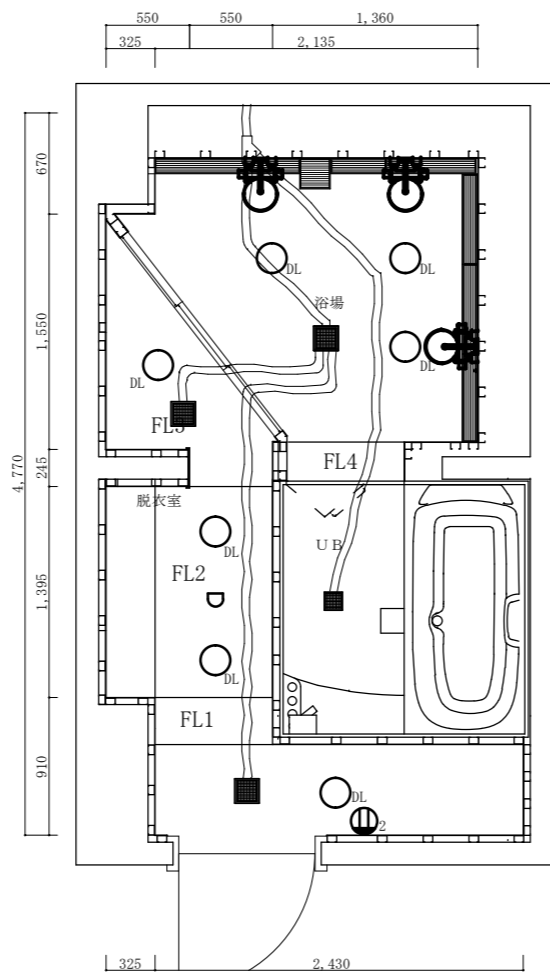 550 550 1,360
325 2,135
670
1,550
245
1,395
910
4,770
DL
DL
浴場
DL
DL
FL3
FL4
脱衣室
UB
DL
FL2
DL
FL1
DL
2
325 2,430